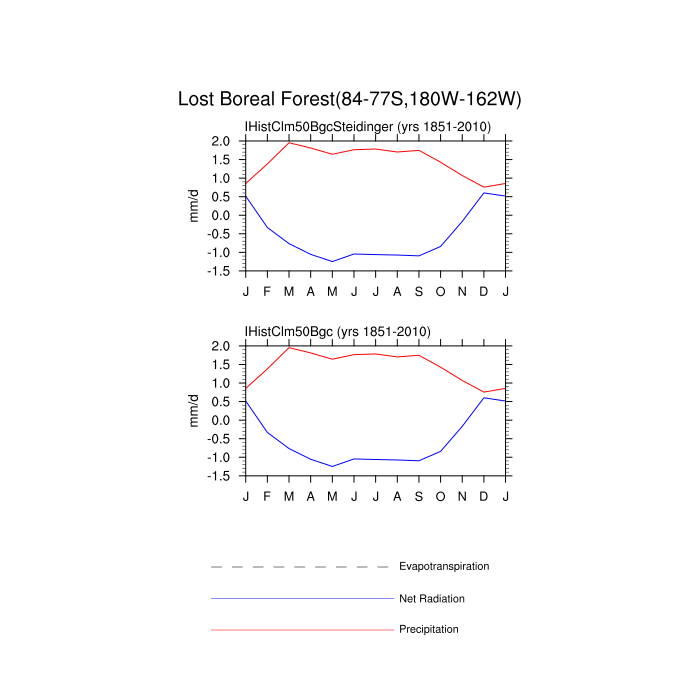 Lost Boreal Forest(84-77S,180W-162W)
IHistClm50BgcSteidinger (yrs 1851-2010)
2.0
1.5
1.0
0.5
0.0
-0.5
-1.0
-1.5
mm/d
J F M A M J J A S O N D J
IHistClm50Bgc (yrs 1851-2010)
2.0
1.5
1.0
0.5
0.0
-0.5
-1.0
-1.5
mm/d
J F M A M J J A S O N D J
Evapotranspiration
Net Radiation
Precipitation